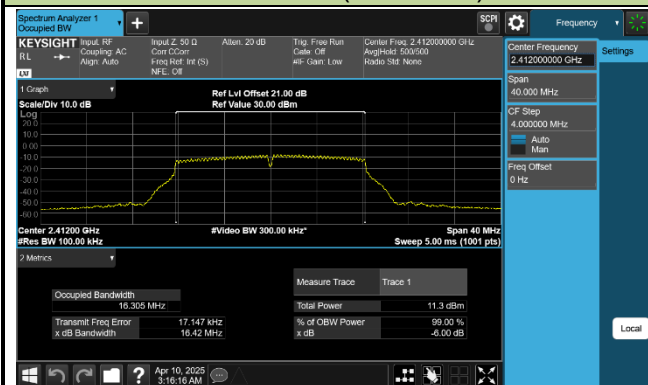 Spectrum Analyzer 1
Occupied BW
KEYSIGHT
RL
LXI
Input: RF
Coupling: AC
Align: Auto
Input Z: 50 Ω
Corr CCorr
Freq Ref: Int (S)
NFE: Off
Atten: 20 dB
Trig: Free Run
Gate: Off
#IF Gain: Low
Center Freq: 2.412000000 GHz
Avg|Hold: 500/500
Radio Std: None
SCPI
Frequency
Settings
Center Frequency
2.412000000 GHz
Span
40.000 MHz
CF Step
4.000000 MHz
Auto
Man
Freq Offset
0 Hz
Local
1 Graph
Scale/Div 10.0 dB
Ref Lvl Offset 21.00 dB
Ref Value 30.00 dBm
Log
20.0
10.0
0.00
-10.0
-20.0
-30.0
-40.0
-50.0
-60.0
Center 2.41200 GHz
#Video BW 300.00 kHz*
Span 40 MHz
#Res BW 100.00 kHz
Sweep 5.00 ms (1001 pts)
2 Metrics
Measure Trace
Trace 1
Occupied Bandwidth
16.305 MHz
Total Power
11.3 dBm
Transmit Freq Error
17.147 kHz
% of OBW Power
99.00 %
x dB Bandwidth
16.42 MHz
x dB
-6.00 dB
Apr 10, 2025
3:16:16 AM